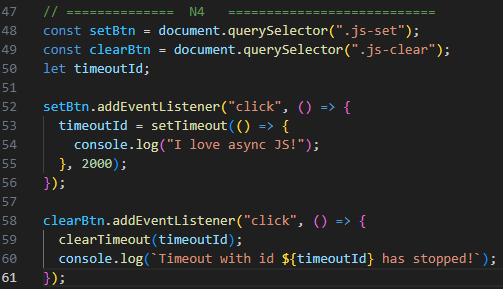 47 // ============== N4 ===========================
48 const setBtn = document.querySelector(".js-set");
49 const clearBtn = document.querySelector(".js-clear");
50 let timeoutId;
51
52 setBtn.addEventListener("click", () => {
53   timeoutId = setTimeout(() => {
54     console.log("I love async JS!");
55   }, 2000);
56 });
57
58 clearBtn.addEventListener("click", () => {
59   clearTimeout(timeoutId);
60   console.log(`Timeout with id ${timeoutId} has stopped!`);
61 });